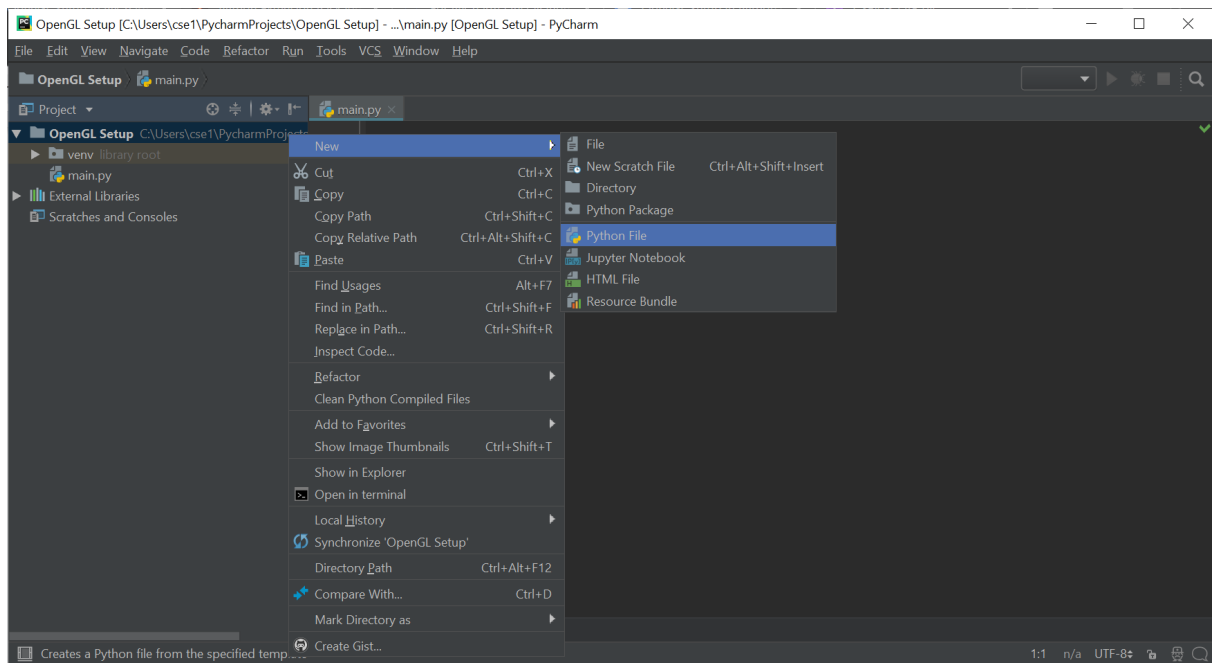 OpenGL Setup [C:\Users\cse1\PycharmProjects\OpenGL Setup] - ...\main.py [OpenGL Setup] - PyCharm
File Edit View Navigate Code Refactor Run Tools VCS Window Help
OpenGL Setup main.py
Project main.py
OpenGL Setup C:\Users\cse1\PycharmProjects
venv library root
main.py
External Libraries
Scratches and Consoles
New
Cut Ctrl+X
Copy Ctrl+C
Copy Path Ctrl+Shift+C
Copy Relative Path Ctrl+Alt+Shift+C
Paste Ctrl+V
Find Usages Alt+F7
Find in Path... Ctrl+Shift+F
Replace in Path... Ctrl+Shift+R
Inspect Code...
Refactor
Clean Python Compiled Files
Add to Favorites
Show Image Thumbnails Ctrl+Shift+T
Show in Explorer
Open in terminal
Local History
Synchronize 'OpenGL Setup'
Directory Path Ctrl+Alt+F12
Compare With... Ctrl+D
Mark Directory as
Create Gist...
File
New Scratch File Ctrl+Alt+Shift+Insert
Directory
Python Package
Python File
Jupyter Notebook
HTML File
Resource Bundle
Creates a Python file from the specified temp
1:1 n/a UTF-8